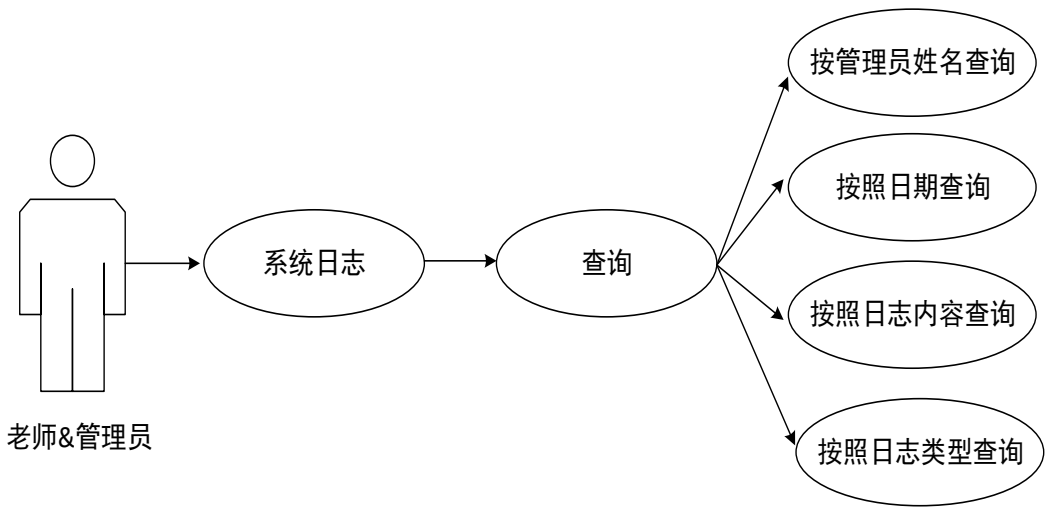 按管理员姓名查询
按照日期查询
系统日志
查询
按照日志内容查询
老师&管理员
按照日志类型查询